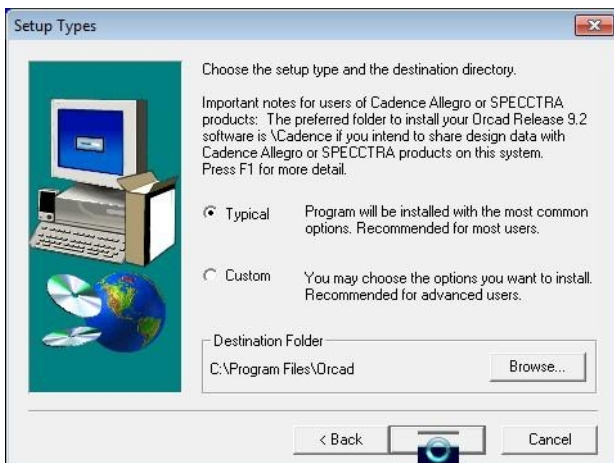 Setup Types
Choose the setup type and the destination directory.
Important notes for users of Cadence Allegro or SPECCTRA
products: The preferred folder to install your Orcad Release 9.2
software is \Cadence if you intend to share design data with
Cadence Allegro or SPECCTRA products on this system.
Press F1 for more detail.
Typical
Program will be installed with the most common
options. Recommended for most users.
Custom
You may choose the options you want to install.
Recommended for advanced users.
Destination Folder
C:\Program Files\Orcad
Browse...
< Back
Cancel